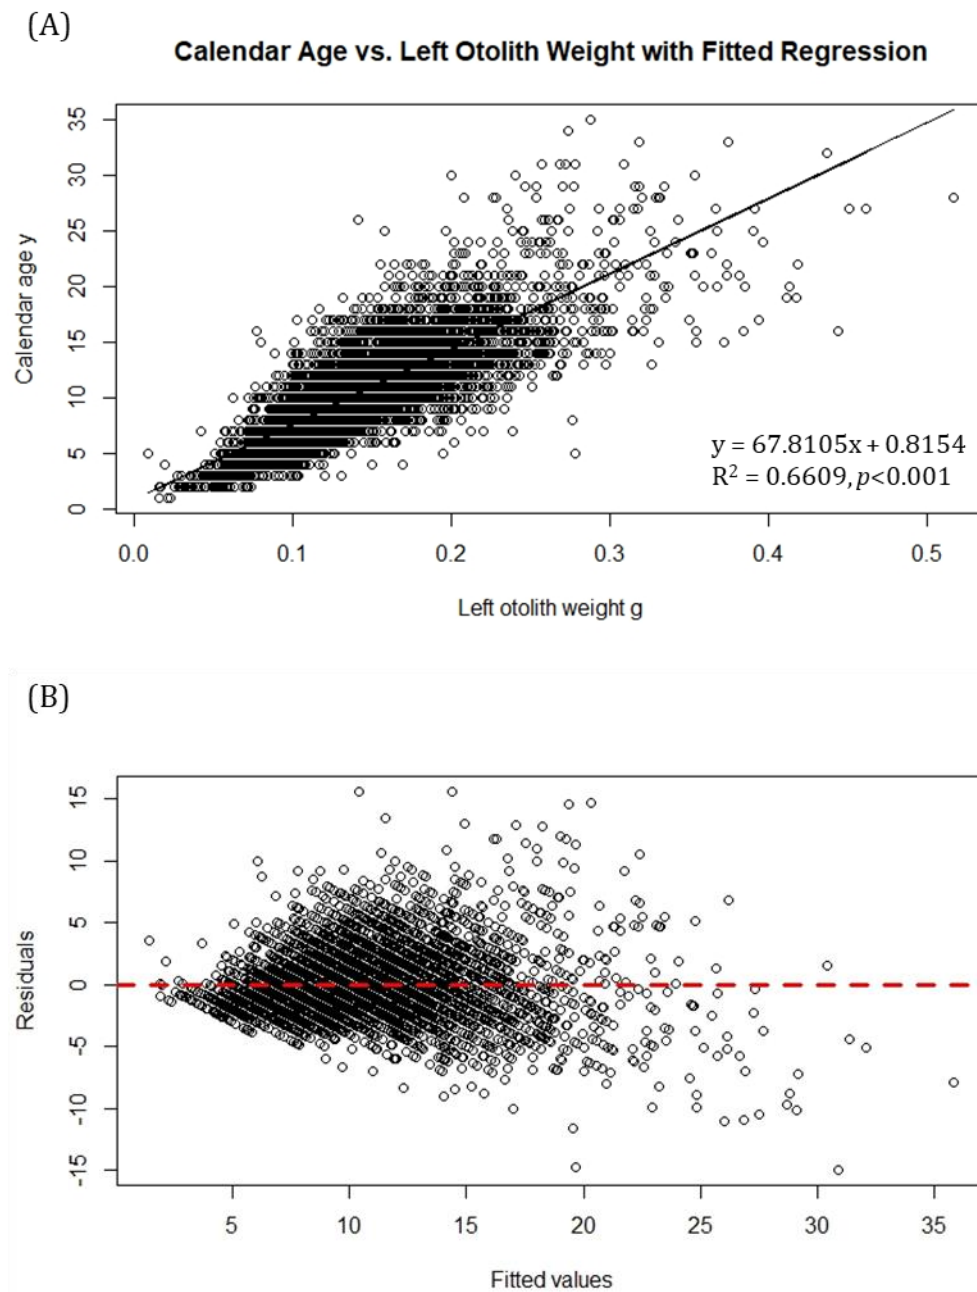 (A)
Calendar Age vs. Left Otolith Weight with Fitted Regression
35
30
25
20
15
10
5
0
Calendar age y
y = 67.8105x + 0.8154
R² = 0.6609, p<0.001
0.0 0.1 0.2 0.3 0.4 0.5
Left otolith weight g
(B)
15
10
5
0
-5
-10
-15
Residuals
5 10 15 20 25 30 35
Fitted values